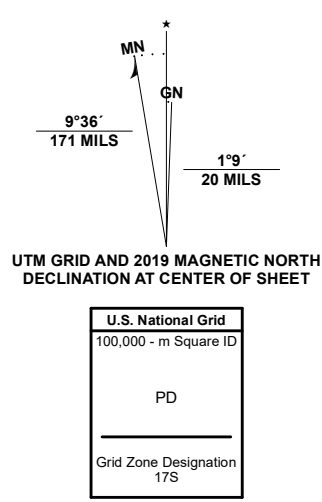 MN
GN
9°36´
171 MILS
1°9´
20 MILS
UTM GRID AND 2019 MAGNETIC NORTH
DECLINATION AT CENTER OF SHEET
U.S. National Grid
100,000 - m Square ID
PD
Grid Zone Designation
17S